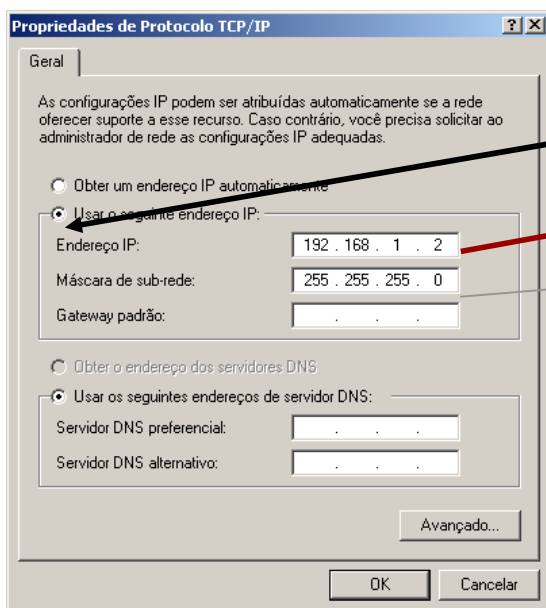 Propriedades de Protocolo TCP/IP
Geral
As configurações IP podem ser atribuídas automaticamente se a rede
oferecer suporte a esse recurso. Caso contrário, você precisa solicitar ao
administrador de rede as configurações IP adequadas.
Obter um endereço IP automaticamente
Usar o seguinte endereço IP:
Endereço IP: 192 . 168 . 1 . 2
Máscara de sub-rede: 255 . 255 . 255 . 0
Gateway padrão: . . .
Obter o endereço dos servidores DNS
Usar os seguintes endereços de servidor DNS:
Servidor DNS preferencial: . . .
Servidor DNS alternativo: . . .
Avançado...
OK Cancelar